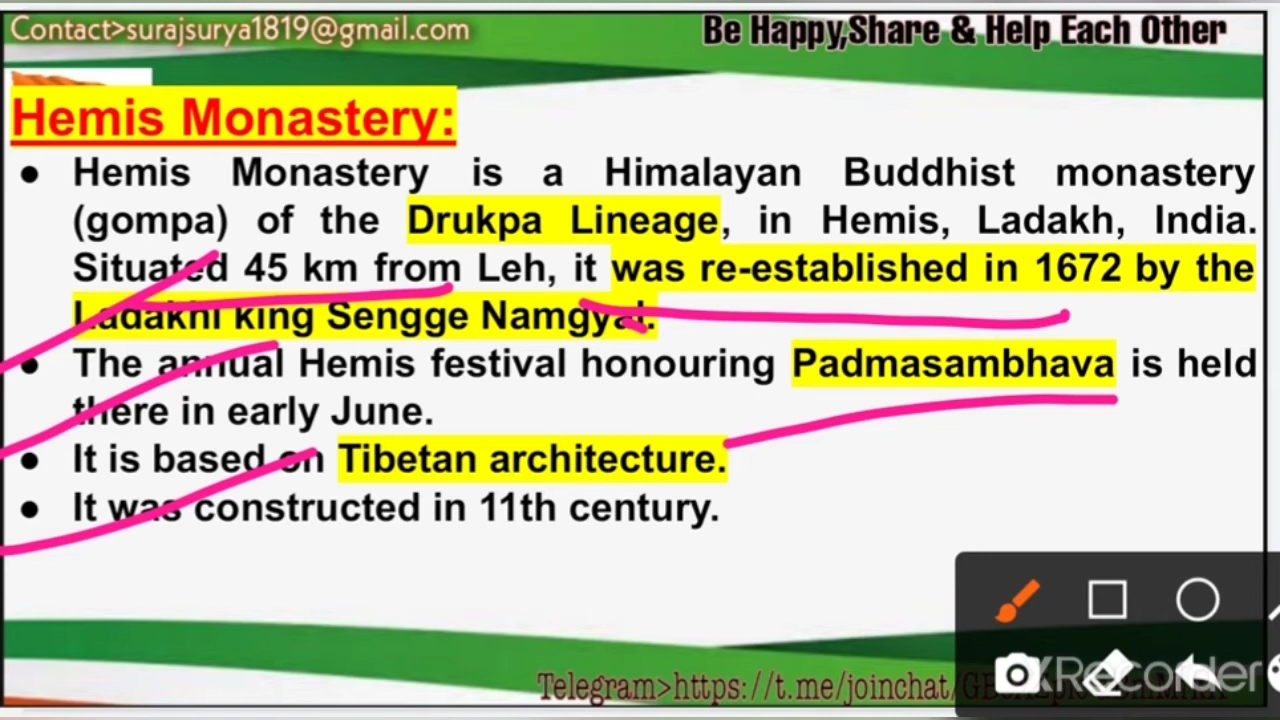 Contact>surajsurya1819@gmail.com
Be Happy,Share & Help Each Other
Hemis Monastery:
● Hemis Monastery is a Himalayan Buddhist monastery
(gompa) of the Drukpa Lineage, in Hemis, Ladakh, India.
Situated 45 km from Leh, it was re-established in 1672 by the
Ladakhi king Sengge Namgyal.
● The annual Hemis festival honouring Padmasambhava is held
there in early June.
● It is based on Tibetan architecture.
● It was constructed in 11th century.
Telegram>https://t.me/joinchat/
XRecorder